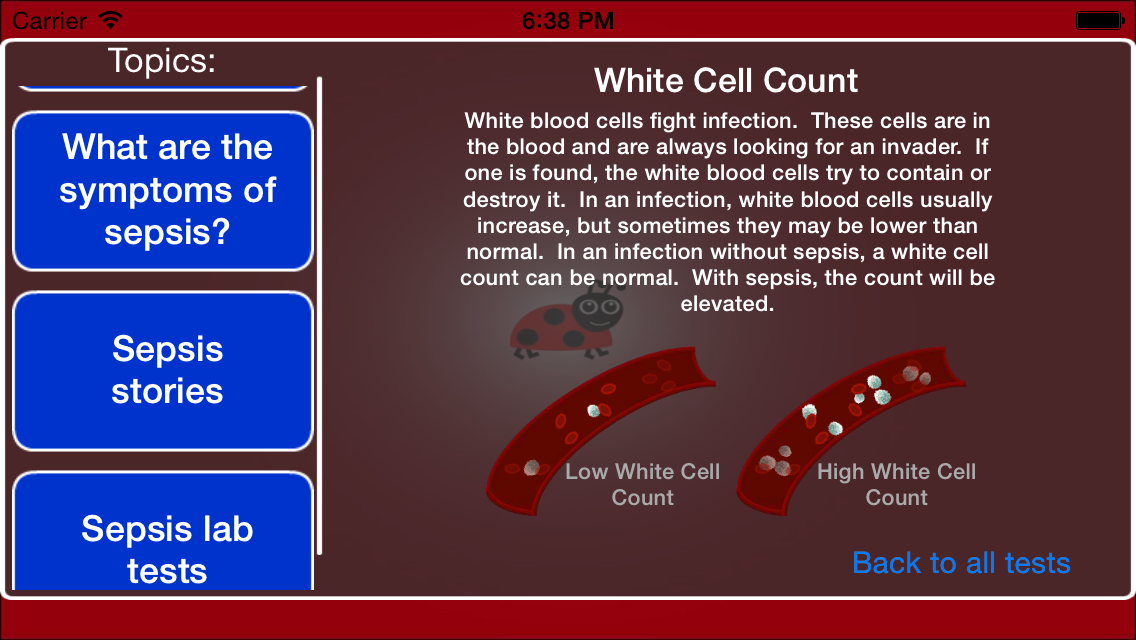 Carrier
6:38 PM
Topics:
What are the
symptoms of
sepsis?
Sepsis
stories
Sepsis lab
tests
White Cell Count
White blood cells fight infection.  These cells are in
the blood and are always looking for an invader.  If
one is found, the white blood cells try to contain or
destroy it.  In an infection, white blood cells usually
increase, but sometimes they may be lower than
normal.  In an infection without sepsis, a white cell
count can be normal.  With sepsis, the count will be
elevated.
Low White Cell
Count
High White Cell
Count
Back to all tests